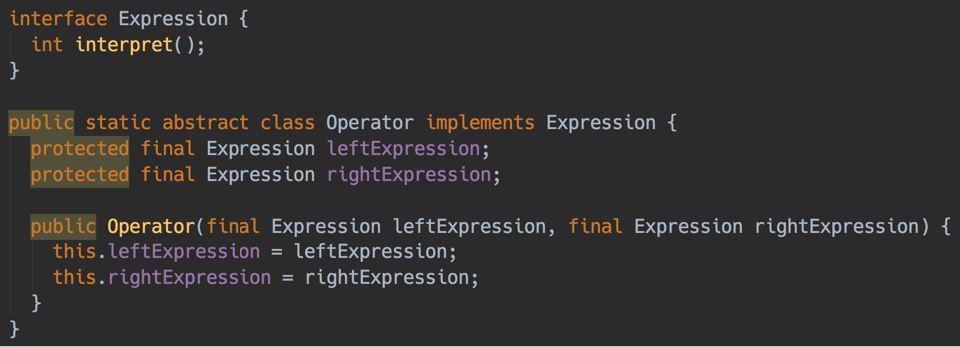 interface Expression {
  int interpret();
}

public static abstract class Operator implements Expression {
  protected final Expression leftExpression;
  protected final Expression rightExpression;

  public Operator(final Expression leftExpression, final Expression rightExpression) {
    this.leftExpression = leftExpression;
    this.rightExpression = rightExpression;
  }
}